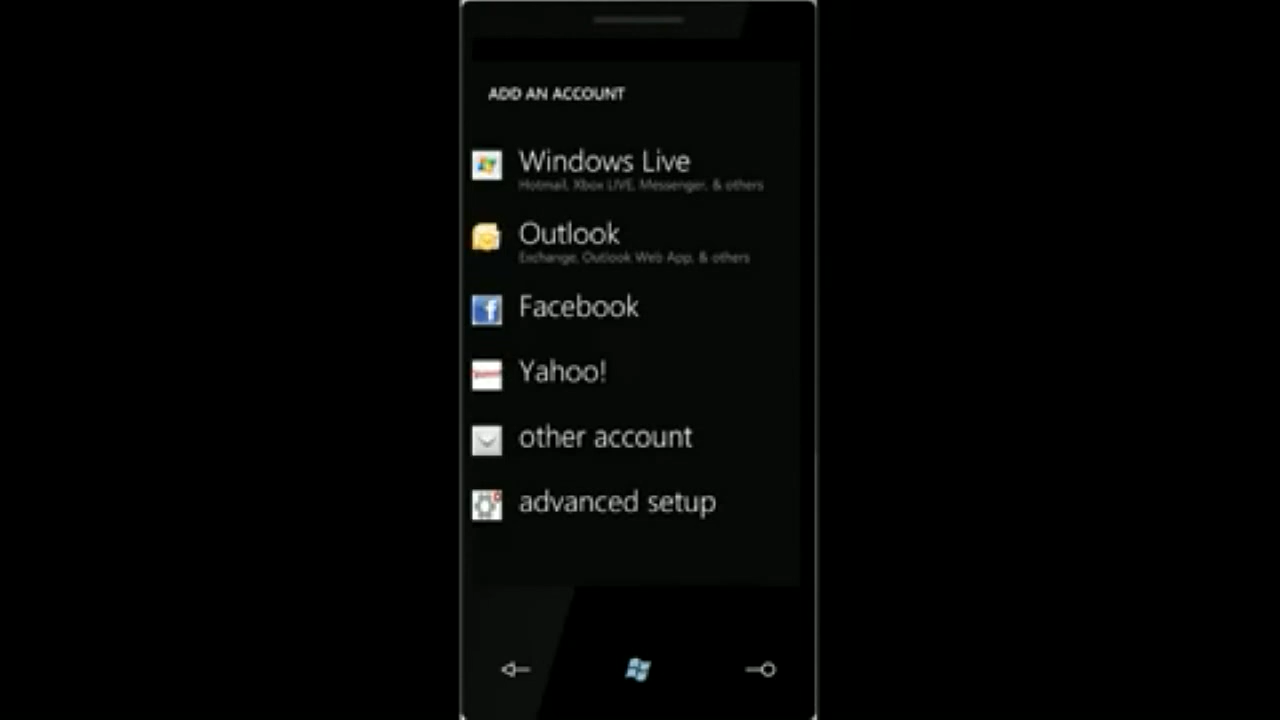 ADD AN ACCOUNT
Windows Live
Hotmail, Xbox LIVE, Messenger, & others
Outlook
Exchange, Outlook Web App, & others
Facebook
Yahoo!
other account
advanced setup